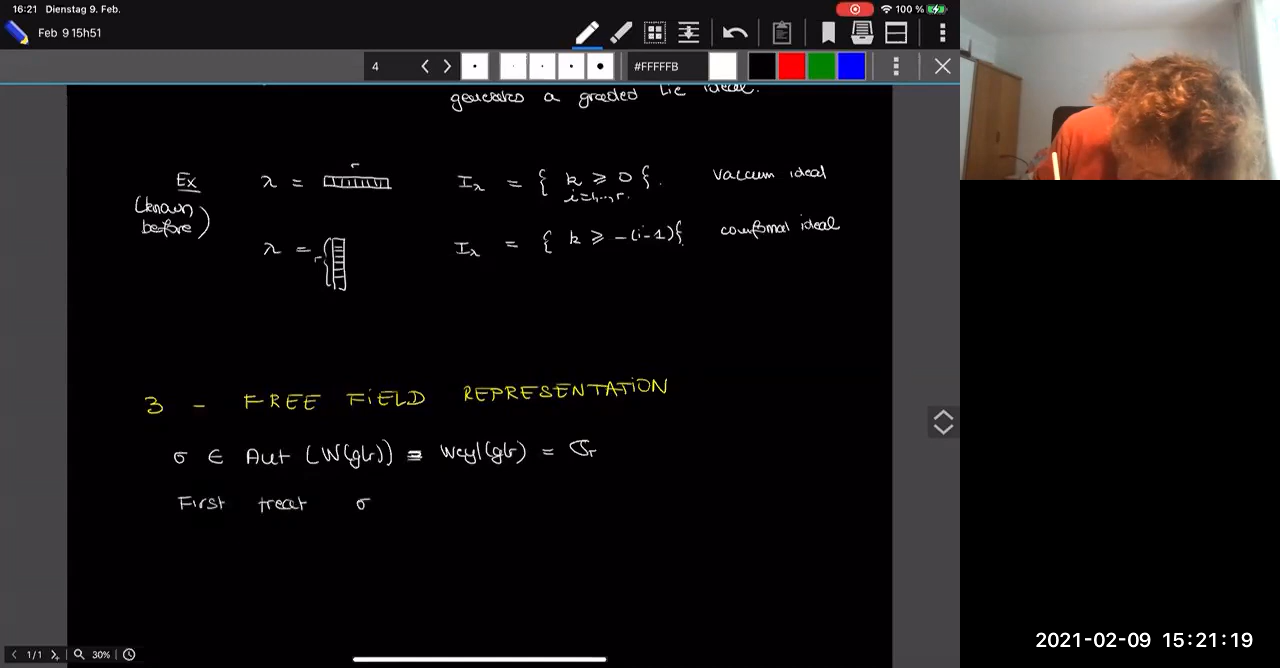 16:21 Dienstag 9. Feb.
100 %
Feb 9 15h51
4
#FFFFFB
generates a graded Lie ideal.
Ex
(known before)
λ = r
I_λ = { k ⩾ 0 }.
i=1,...,r.
vaccum ideal
λ = r
I_λ = { k ⩾ -(i-1) }
conformal ideal
3 - FREE FIELD REPRESENTATION
σ ∈ Aut (W(glr)) = Weyl(glr) = 𝔖r
First treat σ
1/1
30%
2021-02-09 15:21:19